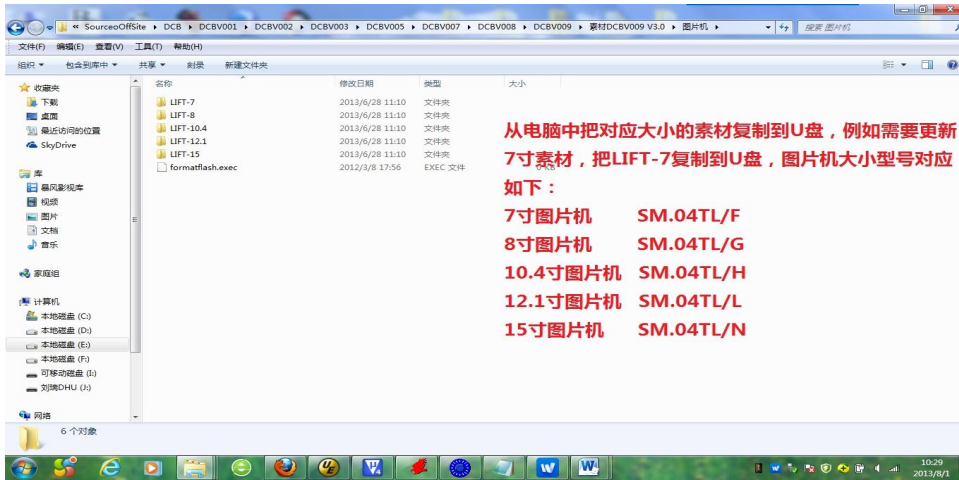 « SourceoOffSite ▸ DCB ▸ DCBV001 ▸ DCBV002 ▸ DCBV003 ▸ DCBV005 ▸ DCBV007 ▸ DCBV008 ▸ DCBV009 ▸ 素材DCBV009 V3.0 ▸ 图片机 ▸
搜索 图片机
文件(F) 编辑(E) 查看(V) 工具(T) 帮助(H)
组织 包含到库中 共享 刻录 新建文件夹
名称 修改日期 类型 大小
收藏夹
下载
桌面
最近访问的位置
SkyDrive
库
暴风影视库
视频
图片
文档
音乐
家庭组
计算机
本地磁盘 (C:)
本地磁盘 (D:)
本地磁盘 (E:)
本地磁盘 (F:)
可移动磁盘 (I:)
刘瑞DHU (J:)
网络
LIFT-7 2013/6/28 11:10 文件夹
LIFT-8 2013/6/28 11:10 文件夹
LIFT-10.4 2013/6/28 11:10 文件夹
LIFT-12.1 2013/6/28 11:10 文件夹
LIFT-15 2013/6/28 11:10 文件夹
formatflash.exec 2012/3/8 17:56 EXEC 文件 0 KB
从电脑中把对应大小的素材复制到U盘，例如需要更新
7寸素材，把LIFT-7复制到U盘，图片机大小型号对应
如下：
7寸图片机 SM.04TL/F
8寸图片机 SM.04TL/G
10.4寸图片机 SM.04TL/H
12.1寸图片机 SM.04TL/L
15寸图片机 SM.04TL/N
6 个对象
10:29
2013/8/1